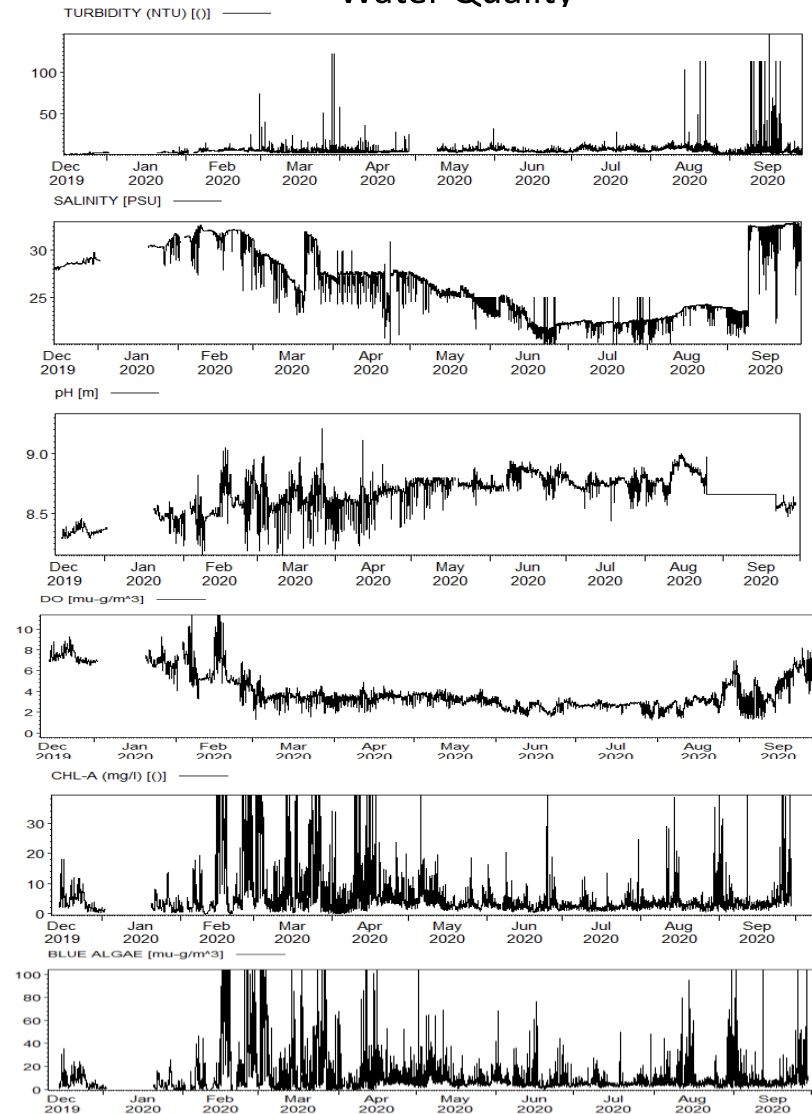 Water Quality
TURBIDITY (NTU) [()]
100
50
Dec Jan Feb Mar Apr May Jun Jul Aug Sep
2019 2020 2020 2020 2020 2020 2020 2020 2020 2020
SALINITY [PSU]
30
25
Dec Jan Feb Mar Apr May Jun Jul Aug Sep
2019 2020 2020 2020 2020 2020 2020 2020 2020 2020
pH [m]
9.0
8.5
Dec Jan Feb Mar Apr May Jun Jul Aug Sep
2019 2020 2020 2020 2020 2020 2020 2020 2020 2020
DO [mu-g/m^3]
10
8
6
4
2
0
Dec Jan Feb Mar Apr May Jun Jul Aug Sep
2019 2020 2020 2020 2020 2020 2020 2020 2020 2020
CHL-A (mg/l) [()]
30
20
10
0
Dec Jan Feb Mar Apr May Jun Jul Aug Sep
2019 2020 2020 2020 2020 2020 2020 2020 2020 2020
BLUE ALGAE [mu-g/m^3]
100
80
60
40
20
0
Dec Jan Feb Mar Apr May Jun Jul Aug Sep
2019 2020 2020 2020 2020 2020 2020 2020 2020 2020